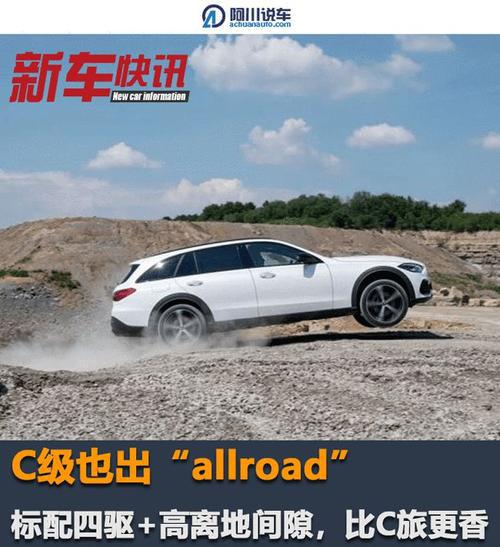 阿川说车
achuanauto.com
新车快讯
New car information
C级也出“allroad”
标配四驱+高离地间隙，比C旅更香